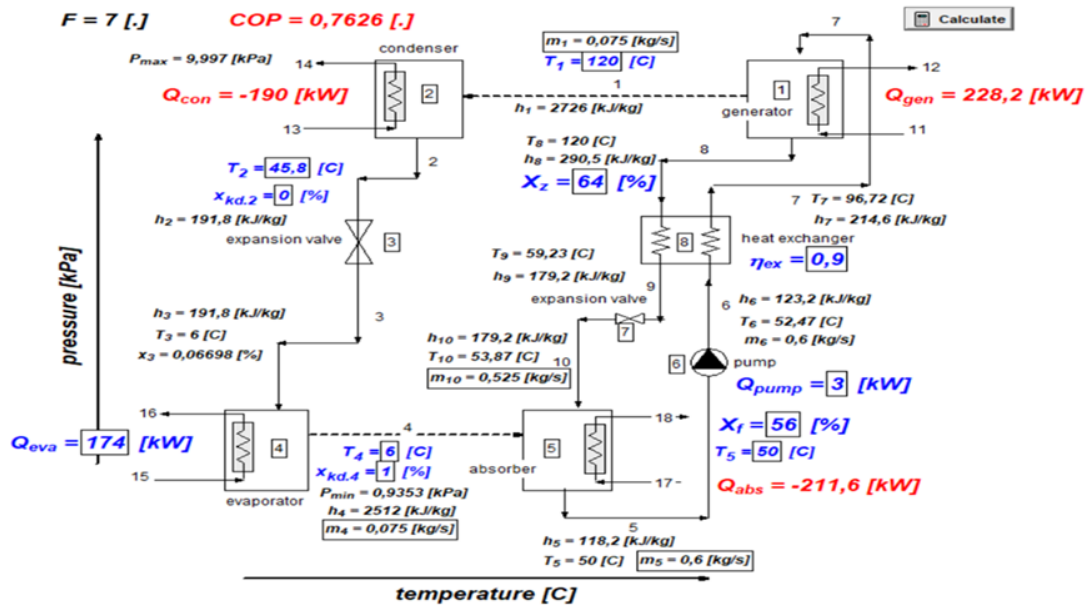 F = 7 [.]
COP = 0,7626 [.]
Calculate
7
condenser
m1 = 0,075 [kg/s]
Pmax = 9,997 [kPa]
14
T1 = 120 [C]
12
1
2
1
Qcon = -190 [kW]
h1 = 2726 [kJ/kg]
generator
Qgen = 228,2 [kW]
13
11
T8 = 120 [C]
2
8
h8 = 290,5 [kJ/kg]
T2 = 45,8 [C]
Xz = 64 [%]
xkd.2 = 0 [%]
7
T7 = 96,72 [C]
h2 = 191,8 [kJ/kg]
h7 = 214,6 [kJ/kg]
expansion valve
3
8
heat exchanger
T9 = 59,23 [C]
ηex = 0,9
h9 = 179,2 [kJ/kg]
9
expansion valve
6
h6 = 123,2 [kJ/kg]
pressure [kPa]
h3 = 191,8 [kJ/kg]
3
7
T6 = 52,47 [C]
T3 = 6 [C]
h10 = 179,2 [kJ/kg]
m6 = 0,6 [kg/s]
x3 = 0,06698 [%]
T10 = 53,87 [C]
10
6
pump
m10 = 0,525 [kg/s]
Qpump = 3 [kW]
16
4
18
Xf = 56 [%]
Qeva = 174 [kW]
4
T4 = 6 [C]
5
T5 = 50 [C]
xkd.4 = 1 [%]
absorber
15
17
Qabs = -211,6 [kW]
evaporator
Pmin = 0,9353 [kPa]
h4 = 2512 [kJ/kg]
m4 = 0,075 [kg/s]
5
h5 = 118,2 [kJ/kg]
T5 = 50 [C]
m5 = 0,6 [kg/s]
temperature [C]